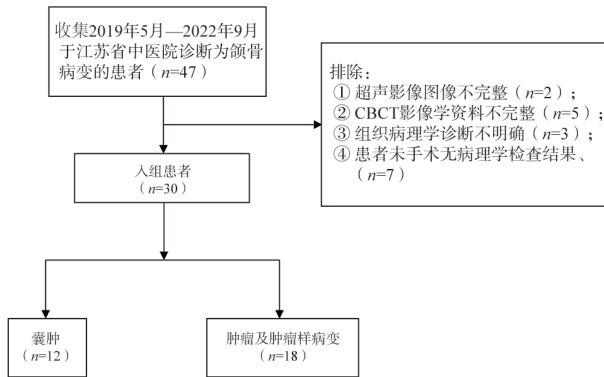 收集2019年5月—2022年9月
于江苏省中医院诊断为颌骨
病变的患者（n=47）
排除：
① 超声影像图像不完整（n=2）；
② CBCT影像学资料不完整（n=5）；
③ 组织病理学诊断不明确（n=3）；
④ 患者未手术无病理学检查结果、
（n=7）
入组患者
（n=30）
囊肿
（n=12）
肿瘤及肿瘤样病变
（n=18）